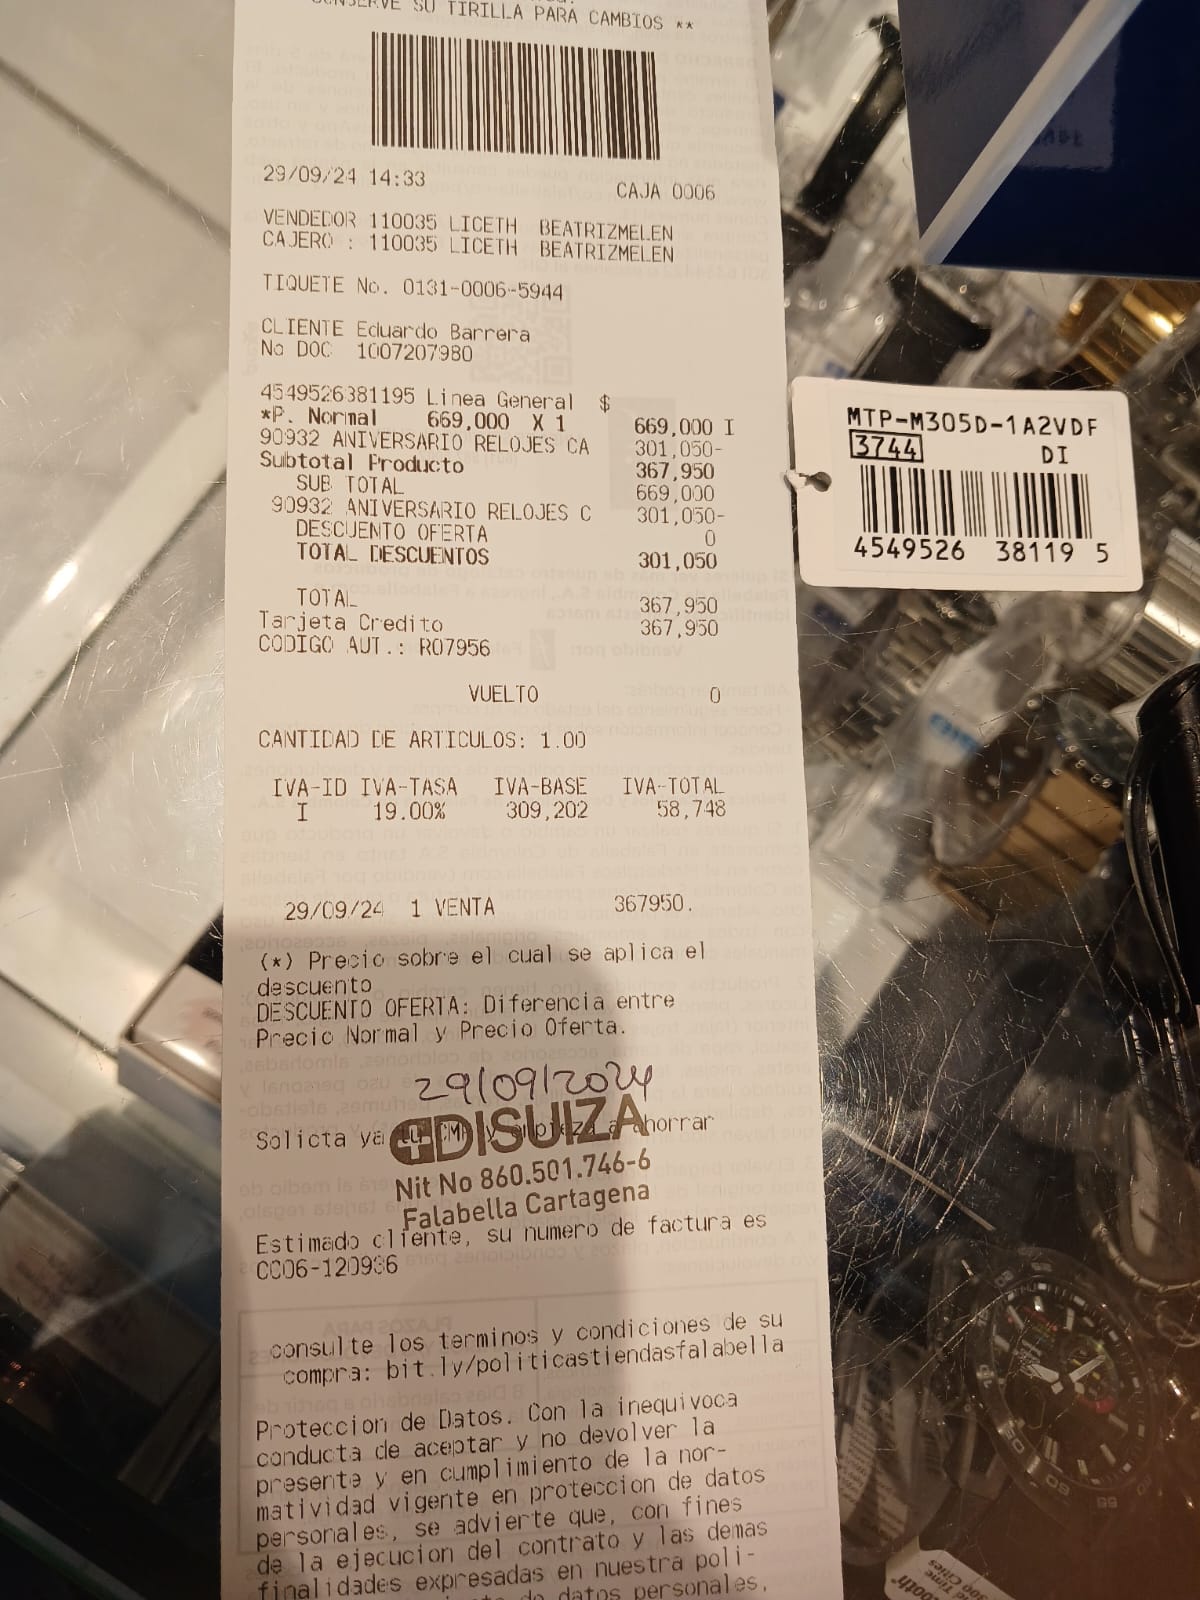 CONSERVE SU TIRILLA PARA CAMBIOS **
29/09/24 14:33 CAJA 0006
VENDEDOR 110035 LICETH BEATRIZMELEN
CAJERO : 110035 LICETH BEATRIZMELEN
TIQUETE No. 0131-0006-5944
CLIENTE Eduardo Barrera
No DOC 1007207980
4549526381195 Linea General $
*P. Normal 669,000 X 1 669,000 I
90932 ANIVERSARIO RELOJES CA 301,050-
Subtotal Producto 367,950
SUB TOTAL 669,000
90932 ANIVERSARIO RELOJES C 301,050-
DESCUENTO OFERTA 0
TOTAL DESCUENTOS 301,050
TOTAL 367,950
Tarjeta Credito 367,950
CODIGO AUT.: R07956
VUELTO 0
CANTIDAD DE ARTICULOS: 1.00
IVA-ID IVA-TASA IVA-BASE IVA-TOTAL
I 19.00% 309,202 58,748
29/09/24 1 VENTA 367950.
(*) Precio sobre el cual se aplica el
descuento
DESCUENTO OFERTA: Diferencia entre
Precio Normal y Precio Oferta.
29/09/2024
Solicta ya tu CMR y empieza a ahorrar
DISUIZA
Nit No 860.501.746-6
Falabella Cartagena
Estimado cliente, su numero de factura es
CC06-120936
consulte los terminos y condiciones de su
compra: bit.ly/politicastiendasfalabella
Proteccion de Datos. Con la inequivoca
conducta de aceptar y no devolver la
presente y en cumplimiento de la nor-
matividad vigente en proteccion de datos
personales, se advierte que, con fines
de la ejecucion del contrato y las demas
finalidades expresadas en nuestra poli-
de datos personales,
MTP-M305D-1A2VDF
3744 DI
4549526 38119 5